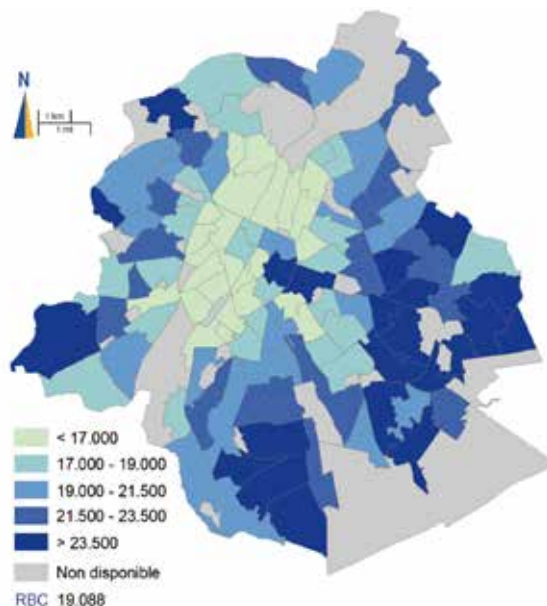 N
1 km
1 mi
< 17.000
17.000 - 19.000
19.000 - 21.500
21.500 - 23.500
> 23.500
Non disponible
RBC 19.088